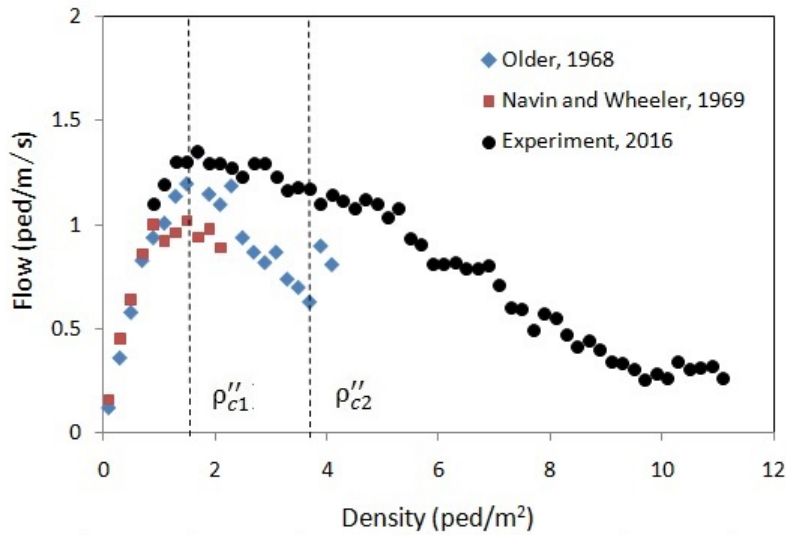 2
1.5
1
0.5
0
Flow (ped/m / s)
Older, 1968
Navin and Wheeler, 1969
Experiment, 2016
ρ″c1
ρ″c2
0 2 4 6 8 10 12
Density (ped/m²)